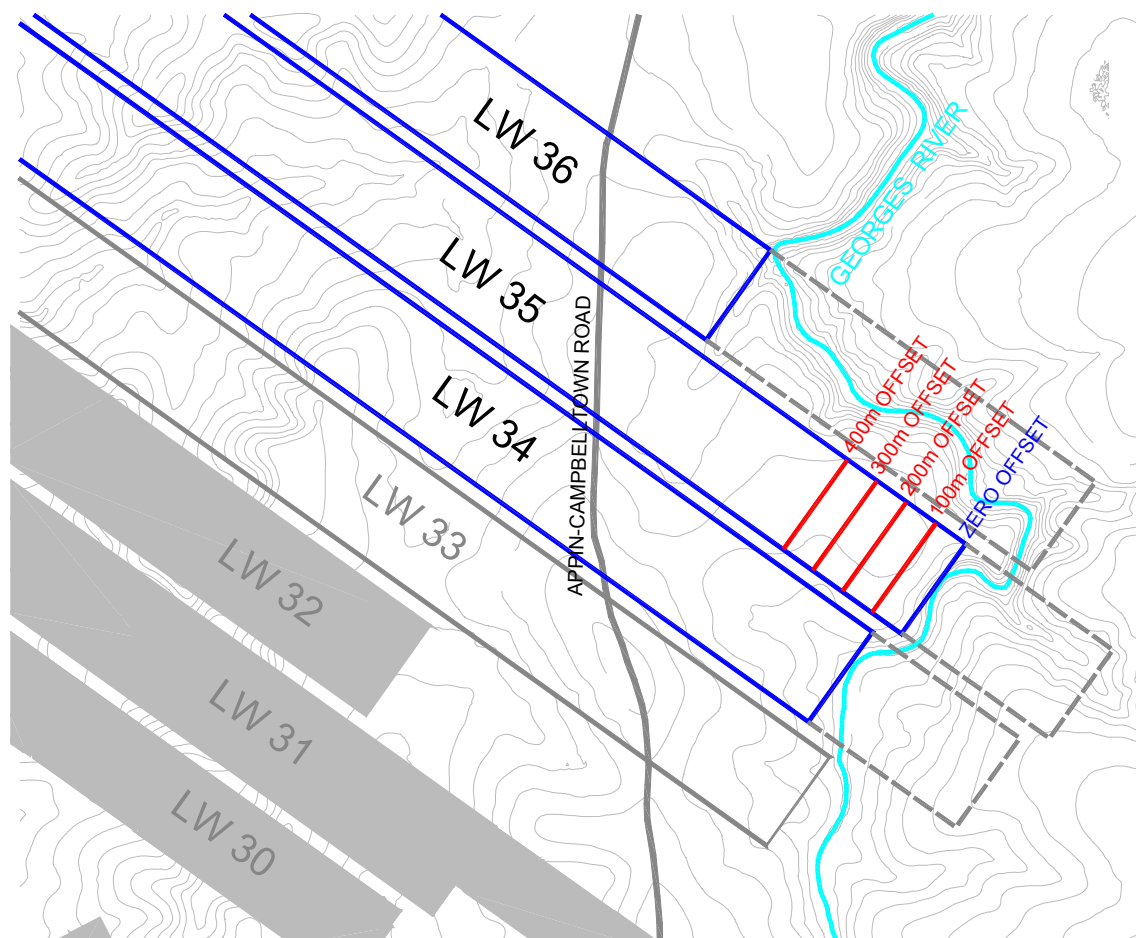 LW 36
GEORGES RIVER
LW 35
400m OFFSET
300m OFFSET
200m OFFSET
100m OFFSET
ZERO OFFSET
LW 34
APPIN-CAMPBELLTOWN ROAD
LW 33
LW 32
LW 31
LW 30